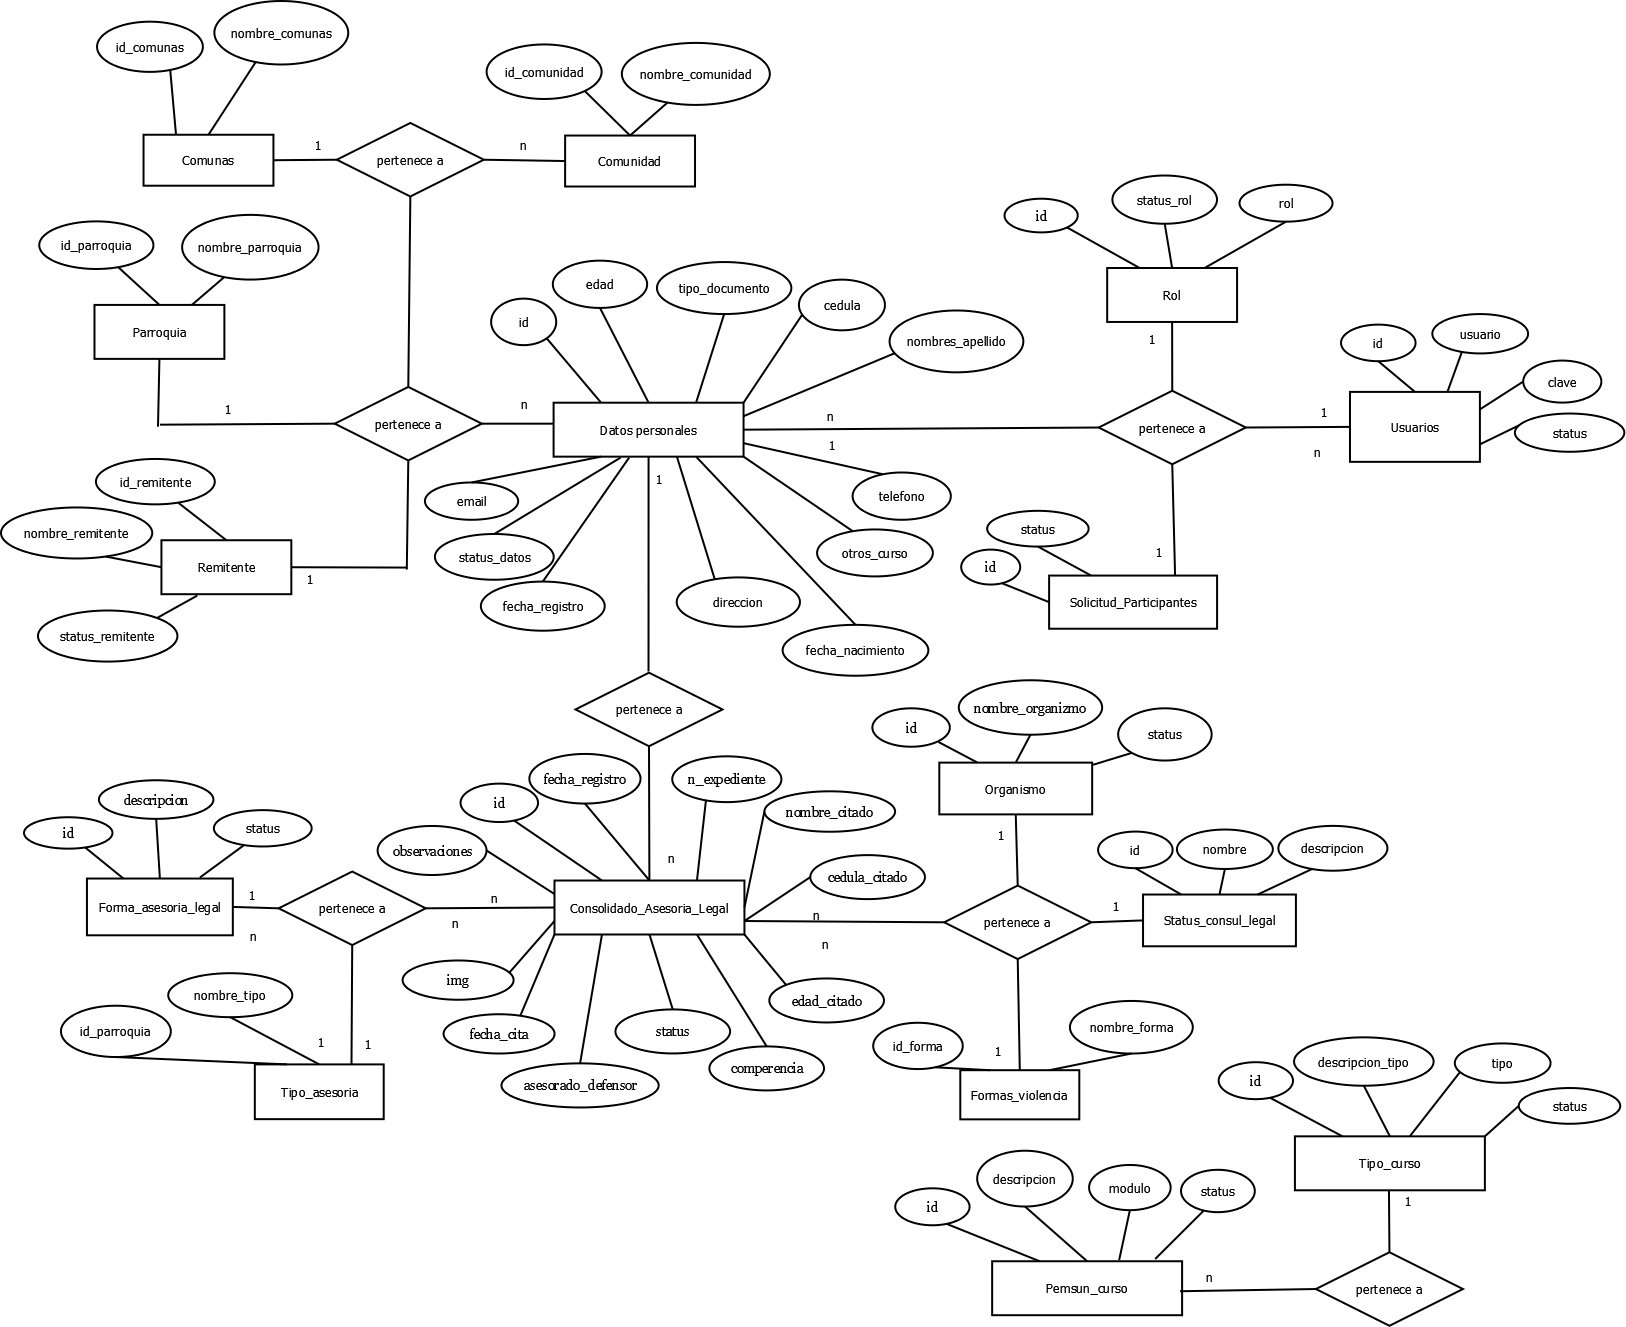 id_comunas
nombre_comunas
id_comunidad
nombre_comunidad
Comunas
1
pertenece a
n
Comunidad
id_parroquia
nombre_parroquia
Parroquia
1
pertenece a
n
id_remitente
nombre_remitente
Remitente
1
status_remitente
id
edad
tipo_documento
cedula
nombres_apellido
Datos personales
n
1
1
email
status_datos
fecha_registro
direccion
fecha_nacimiento
otros_curso
telefono
id
status_rol
rol
Rol
1
pertenece a
1
n
id
usuario
clave
status
Usuarios
1
status
id
Solicitud_Participantes
pertenece a
n
id
descripcion
status
Forma_asesoria_legal
1
n
pertenece a
n
n
id_parroquia
nombre_tipo
1
1
Tipo_asesoria
observaciones
id
fecha_registro
n_expediente
nombre_citado
cedula_citado
Consolidado_Asesoria_Legal
img
fecha_cita
asesorado_defensor
status
comperencia
edad_citado
n
n
id
nombre_organizmo
status
Organismo
1
pertenece a
1
id
nombre
descripcion
Status_consul_legal
id_forma
1
nombre_forma
Formas_violencia
id
descripcion_tipo
tipo
status
Tipo_curso
1
id
descripcion
modulo
status
Pemsun_curso
n
pertenece a